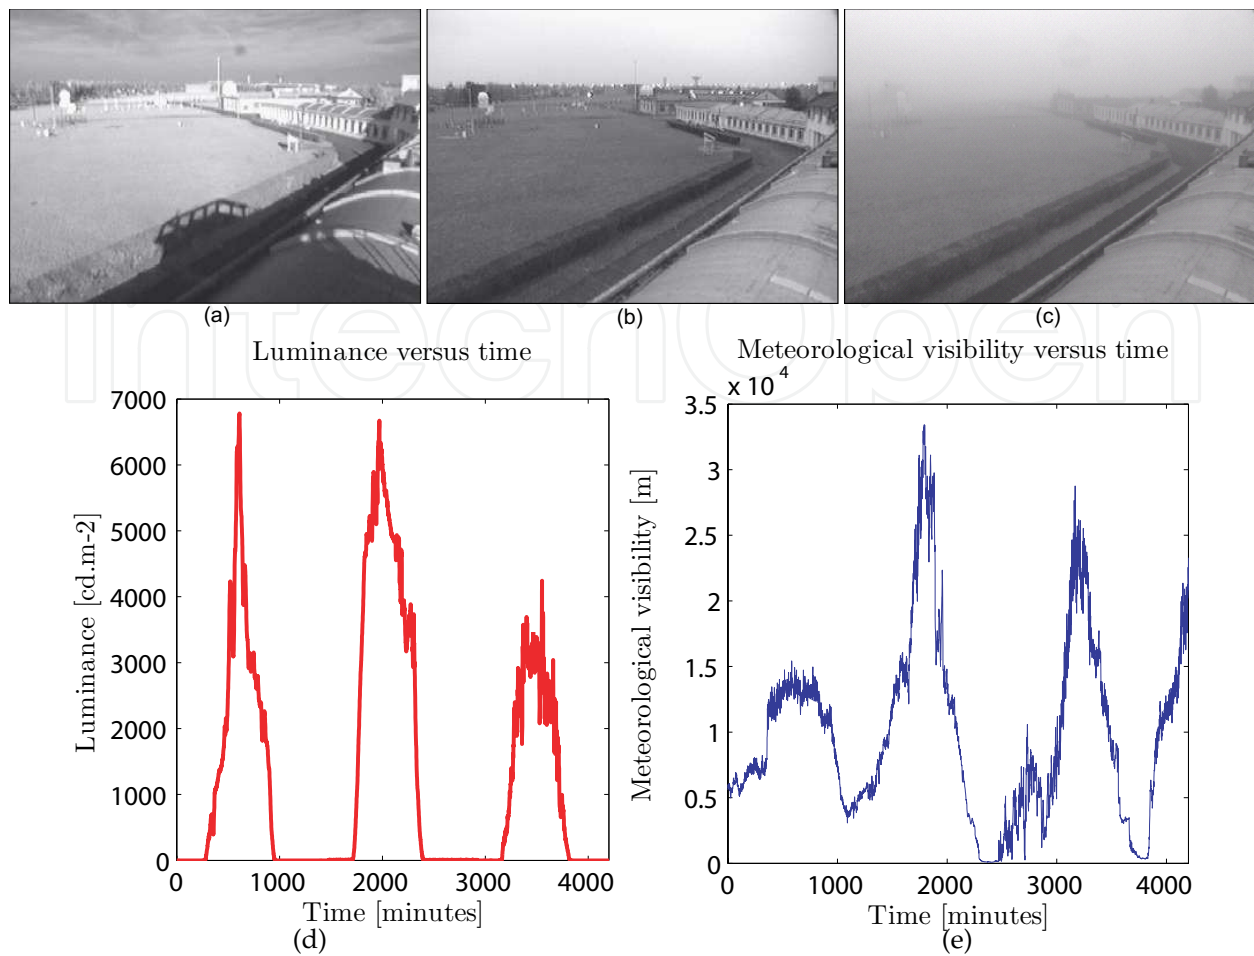 (a)
(b)
(c)
IntechOpen
Luminance versus time
7000
6000
5000
4000
3000
2000
1000
0
Luminance [cd.m-2]
0 1000 2000 3000 4000
Time [minutes]
(d)
Meteorological visibility versus time
x 10 4
3.5
3
2.5
2
1.5
1
0.5
0
Meteorological visibility [m]
0 1000 2000 3000 4000
Time [minutes]
(e)